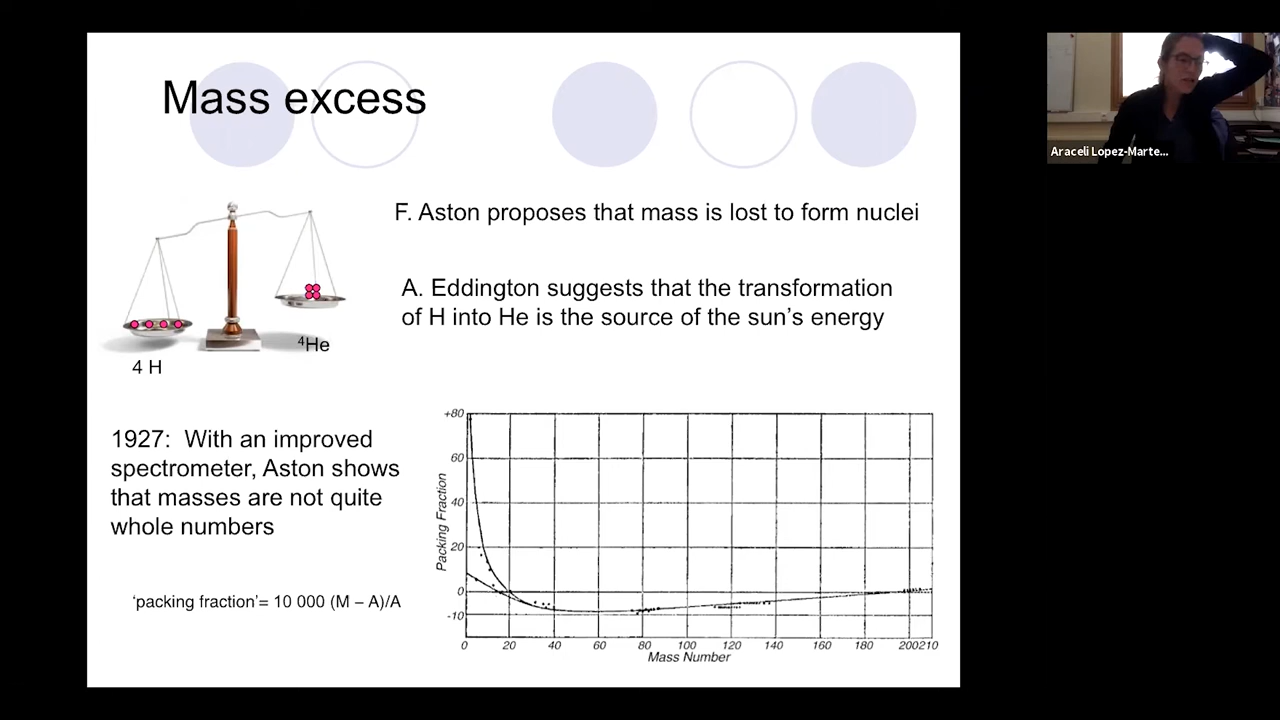 Mass excess
F. Aston proposes that mass is lost to form nuclei
A. Eddington suggests that the transformation
of H into He is the source of the sun's energy
⁴He
4 H
1927: With an improved
spectrometer, Aston shows
that masses are not quite
whole numbers
'packing fraction'= 10 000 (M – A)/A
Packing Fraction
+80
60
40
20
0
-10
0 20 40 60 80 100 120 140 160 180 200210
Mass Number
Araceli Lopez-Marte...